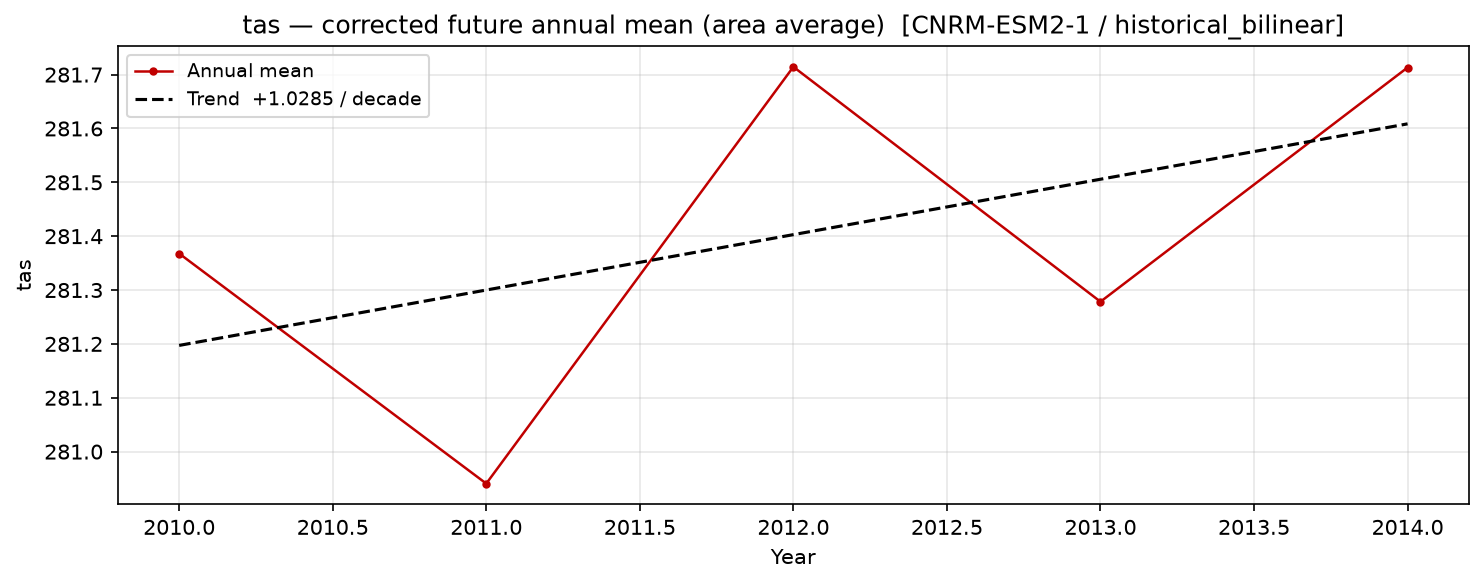 tas — corrected future annual mean (area average)  [CNRM-ESM2-1 / historical_bilinear]
Annual mean
Trend  +1.0285 / decade
tas
281.7
281.6
281.5
281.4
281.3
281.2
281.1
281.0
2010.0 2010.5 2011.0 2011.5 2012.0 2012.5 2013.0 2013.5 2014.0
Year